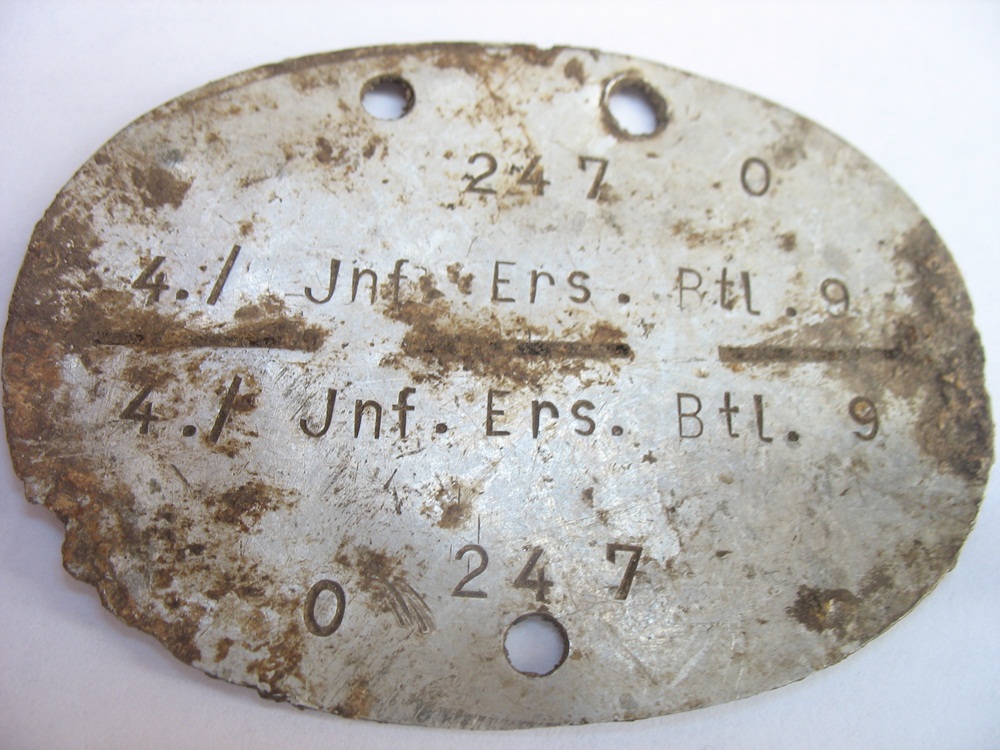 247 0
4./ Jnf. Ers. Btl. 9
4./ Jnf. Ers. Btl. 9
247
0